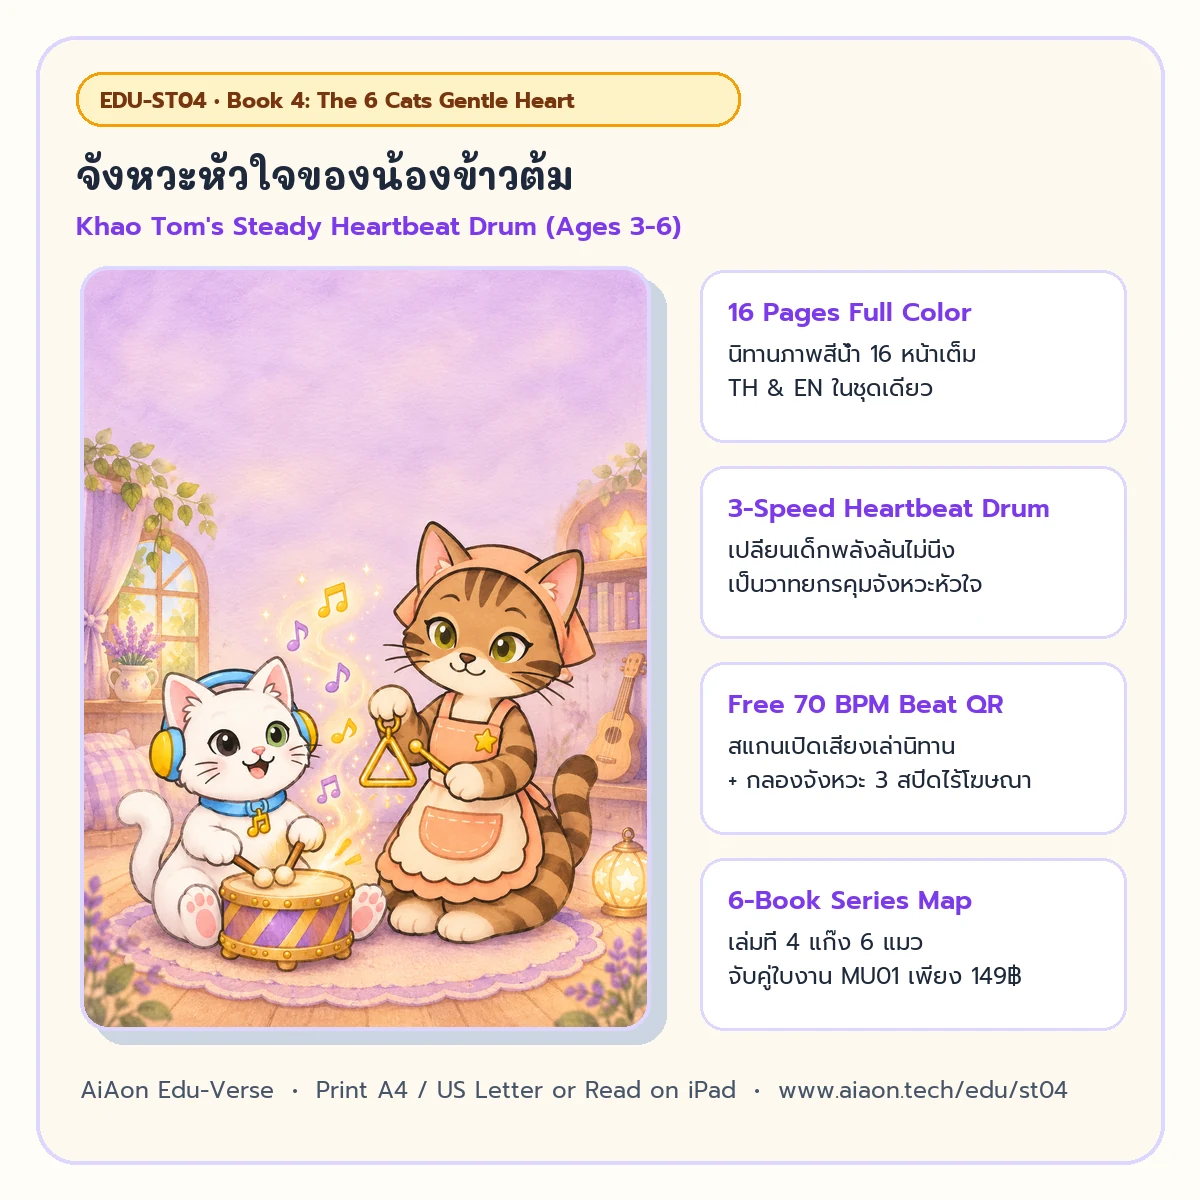 EDU-ST04 • Book 4: The 6 Cats Gentle Heart
จังหวะหัวใจของน้องข้าวต้ม
Khao Tom's Steady Heartbeat Drum (Ages 3-6)
16 Pages Full Color
นิทานภาพสีน้ำ 16 หน้าเต็ม
TH & EN ในชุดเดียว
3-Speed Heartbeat Drum
เปลี่ยนเด็กพลังล้นไม่นิ่ง
เป็นวาทยกรคุมจังหวะหัวใจ
Free 70 BPM Beat QR
สแกนเปิดเสียงเล่านิทาน
+ กลองจังหวะ 3 สปีดไร้โฆษณา
6-Book Series Map
เล่มที่ 4 แก๊ง 6 แมว
จับคู่ใบงาน MU01 เพียง 149฿
AiAon Edu-Verse • Print A4 / US Letter or Read on iPad • www.aiaon.tech/edu/st04